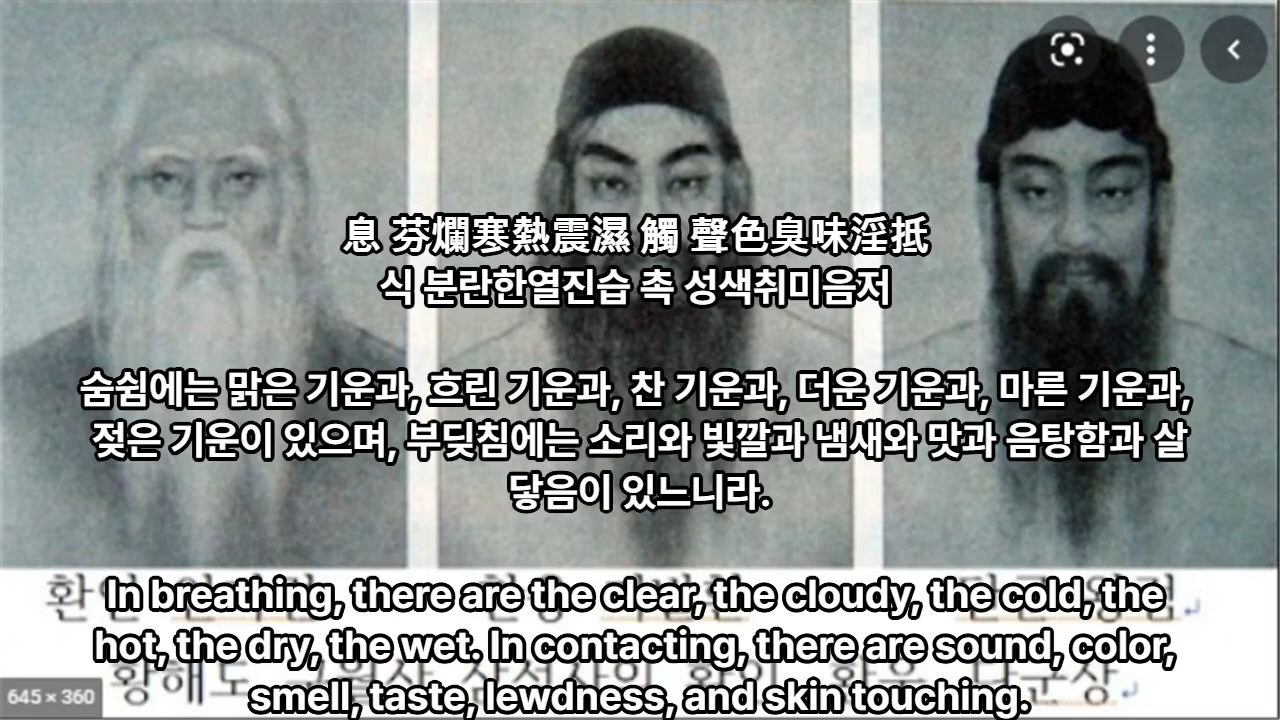 息 芬爛寒熱震濕 觸 聲色臭味淫抵
식 분란한열진습 촉 성색취미음저
숨쉼에는 맑은 기운과, 흐린 기운과, 찬 기운과, 더운 기운과, 마른 기운과,
젖은 기운이 있으며, 부딪침에는 소리와 빛깔과 냄새와 맛과 음탕함과 살
닿음이 있느니라.
In breathing, there are the clear, the cloudy, the cold, the
hot, the dry, the wet. In contacting, there are sound, color,
smell, taste, lewdness, and skin touching.
황해도
645 × 360